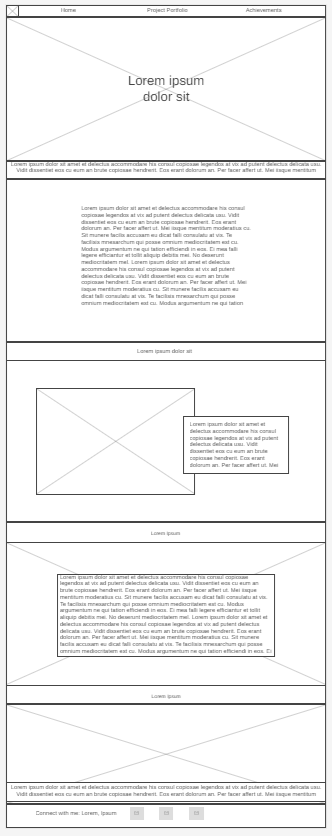 Home Project Portfolio Achievements
Lorem ipsum
dolor sit
Lorem ipsum dolor sit amet et delectus accommodare his consul copiosae legendos at vix ad putent delectus delicata usu.
Vidit dissentiet eos cu eum an brute copiosae hendrerit. Eos erant dolorum an. Per facer affert ut. Mei iisque mentitum
Lorem ipsum dolor sit amet et delectus accommodare his consul
copiosae legendos at vix ad putent delectus delicata usu. Vidit
dissentiet eos cu eum an brute copiosae hendrerit. Eos erant
dolorum an. Per facer affert ut. Mei iisque mentitum moderatius cu.
Sit munere facilis accusam eu dicat falli consulatu at vis. Te
facilisis mnesarchum qui posse omnium mediocritatem ex cu.
Modus argumentum ne qui tation efficiendi in eos. Ei mea falli
legere efficiantur et tollit aliquip debitis mei. No deserunt
mediocritatem mel. Lorem ipsum dolor sit amet et delectus
accommodare his consul copiosae legendos at vix ad putent
delectus delicata usu. Vidit dissentiet eos cu eum an brute
copiosae hendrerit. Eos erant dolorum an. Per facer affert ut. Mei
iisque mentitum moderatius cu. Sit munere facilis accusam eu
dicat falli consulatu at vis. Te facilisis mnesarchum qui posse
omnium mediocritatem ex cu. Modus argumentum ne qui tation
Lorem ipsum dolor sit
Lorem ipsum dolor sit amet et
delectus accommodare his consul
copiosae legendos at vix ad putent
delectus delicata usu. Vidit
dissentiet eos cu eum an brute
copiosae hendrerit. Eos erant
dolorum an. Per facer affert ut. Mei
Lorem ipsum
Lorem ipsum dolor sit amet et delectus accommodare his consul copiosae
legendos at vix ad putent delectus delicata usu. Vidit dissentiet eos cu eum an
brute copiosae hendrerit. Eos erant dolorum an. Per facer affert ut. Mei iisque
mentitum moderatius cu. Sit munere facilis accusam eu dicat falli consulatu at vis.
Te facilisis mnesarchum qui posse omnium mediocritatem ex cu. Modus
argumentum ne qui tation efficiendi in eos. Ei mea falli legere efficiantur et tollit
aliquip debitis mei. No deserunt mediocritatem mel. Lorem ipsum dolor sit amet et
delectus accommodare his consul copiosae legendos at vix ad putent delectus
delicata usu. Vidit dissentiet eos cu eum an brute copiosae hendrerit. Eos erant
dolorum an. Per facer affert ut. Mei iisque mentitum moderatius cu. Sit munere
facilis accusam eu dicat falli consulatu at vis. Te facilisis mnesarchum qui posse
omnium mediocritatem ex cu. Modus argumentum ne qui tation efficiendi in eos. Ei
Lorem ipsum
Lorem ipsum dolor sit amet et delectus accommodare his consul copiosae legendos at vix ad putent delectus delicata usu.
Vidit dissentiet eos cu eum an brute copiosae hendrerit. Eos erant dolorum an. Per facer affert ut. Mei iisque mentitum
Connect with me: Lorem, Ipsum